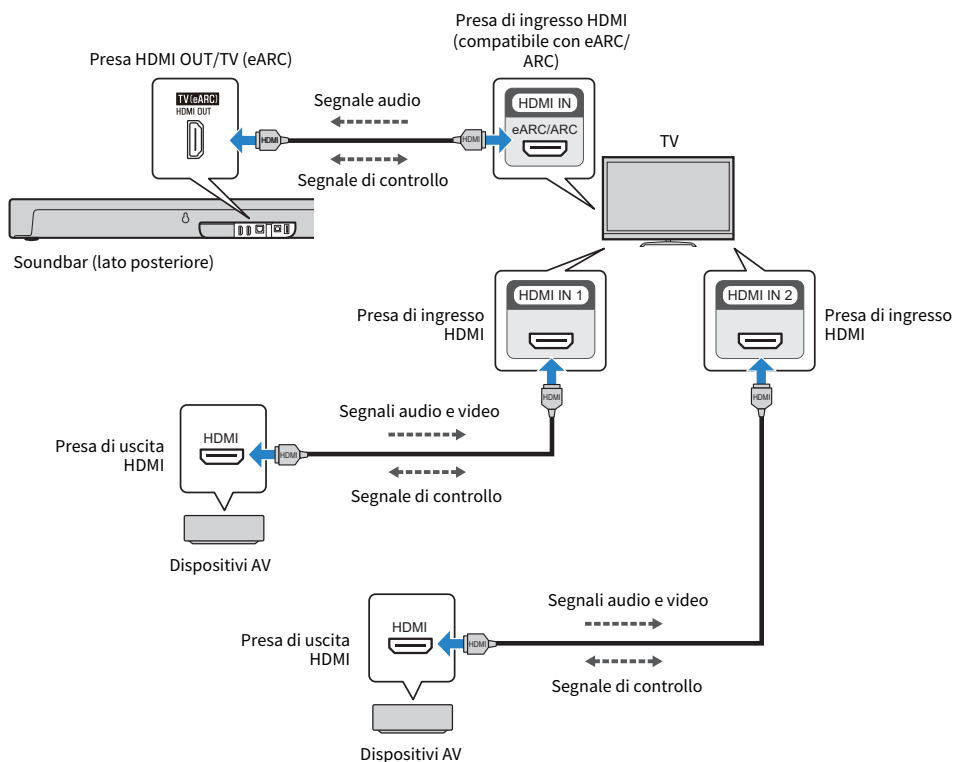 Presa di ingresso HDMI
(compatibile con eARC/
ARC)
Presa HDMI OUT/TV (eARC)
TV(eARC)
HDMI OUT
Segnale audio
HDMI
HDMI
HDMI IN
eARC/ARC
TV
Segnale di controllo
Soundbar (lato posteriore)
HDMI IN 1
HDMI IN 2
Presa di ingresso
HDMI
Presa di ingresso
HDMI
HDMI
HDMI
Segnali audio e video
HDMI
HDMI
Presa di uscita
HDMI
Segnale di controllo
Dispositivi AV
Segnali audio e video
HDMI
HDMI
Presa di uscita
HDMI
Segnale di controllo
Dispositivi AV